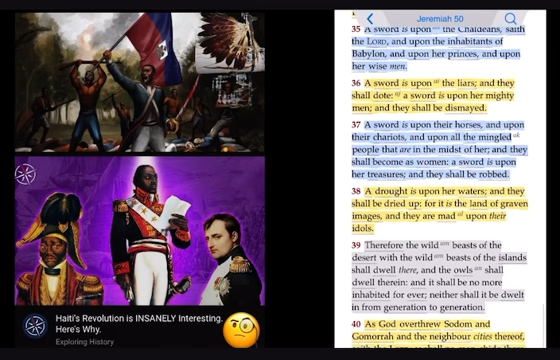 Haiti's Revolution is INSANELY Interesting.
Here's Why.
Exploring History
Jeremiah 50
35 A sword is upon the Chaldeans, saith
the LORD, and upon the inhabitants of
Babylon, and upon her princes, and upon
her wise men.
36 A sword is upon the liars; and they
shall dote: a sword is upon her mighty
men; and they shall be dismayed.
37 A sword is upon their horses, and upon
their chariots, and upon all the mingled
people that are in the midst of her; and they
shall become as women: a sword is upon
her treasures; and they shall be robbed.
38 A drought is upon her waters; and they
shall be dried up: for it is the land of graven
images, and they are mad upon their
idols.
39 Therefore the wild beasts of the
desert with the wild beasts of the islands
shall dwell there, and the owls shall
dwell therein: and it shall be no more
inhabited for ever; neither shall it be dwelt
in from generation to generation.
40 As God overthrew Sodom and
Gomorrah and the neighbour cities thereof,